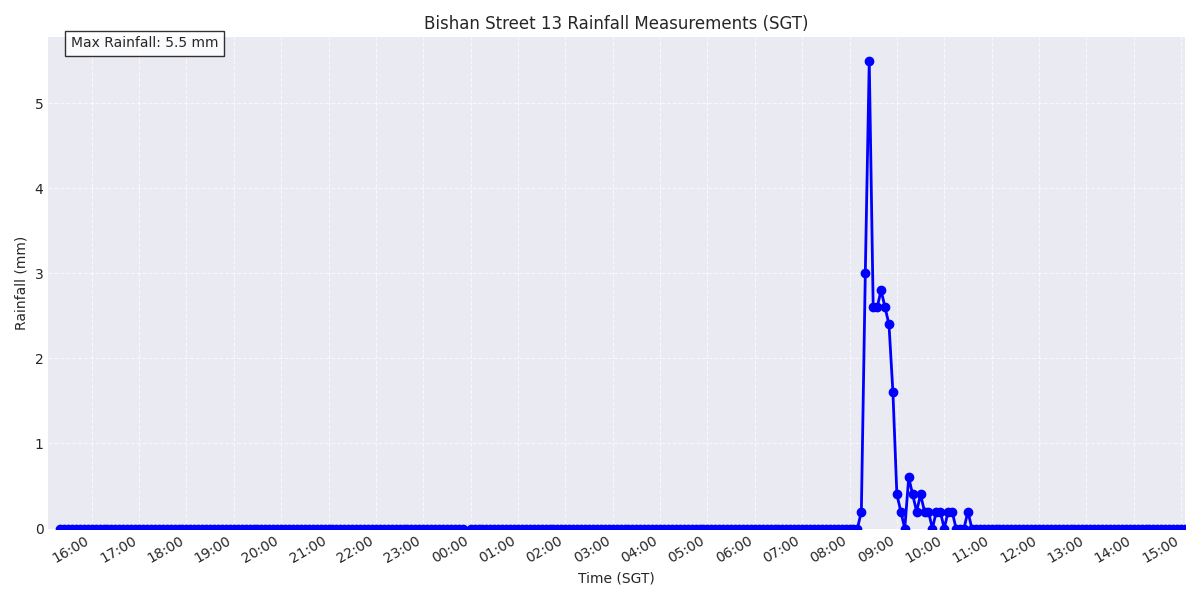 Bishan Street 13 Rainfall Measurements (SGT)
Max Rainfall: 5.5 mm
Rainfall (mm)
5
4
3
2
1
0
16:00 17:00 18:00 19:00 20:00 21:00 22:00 23:00 00:00 01:00 02:00 03:00 04:00 05:00 06:00 07:00 08:00 09:00 10:00 11:00 12:00 13:00 14:00 15:00
Time (SGT)